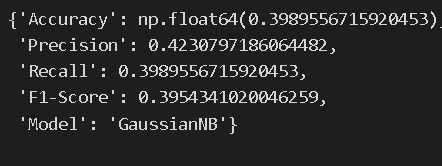 {'Accuracy': np.float64(0.3989556715920453),
'Precision': 0.4230797186064482,
'Recall': 0.3989556715920453,
'F1-Score': 0.3954341020046259,
'Model': 'GaussianNB'}